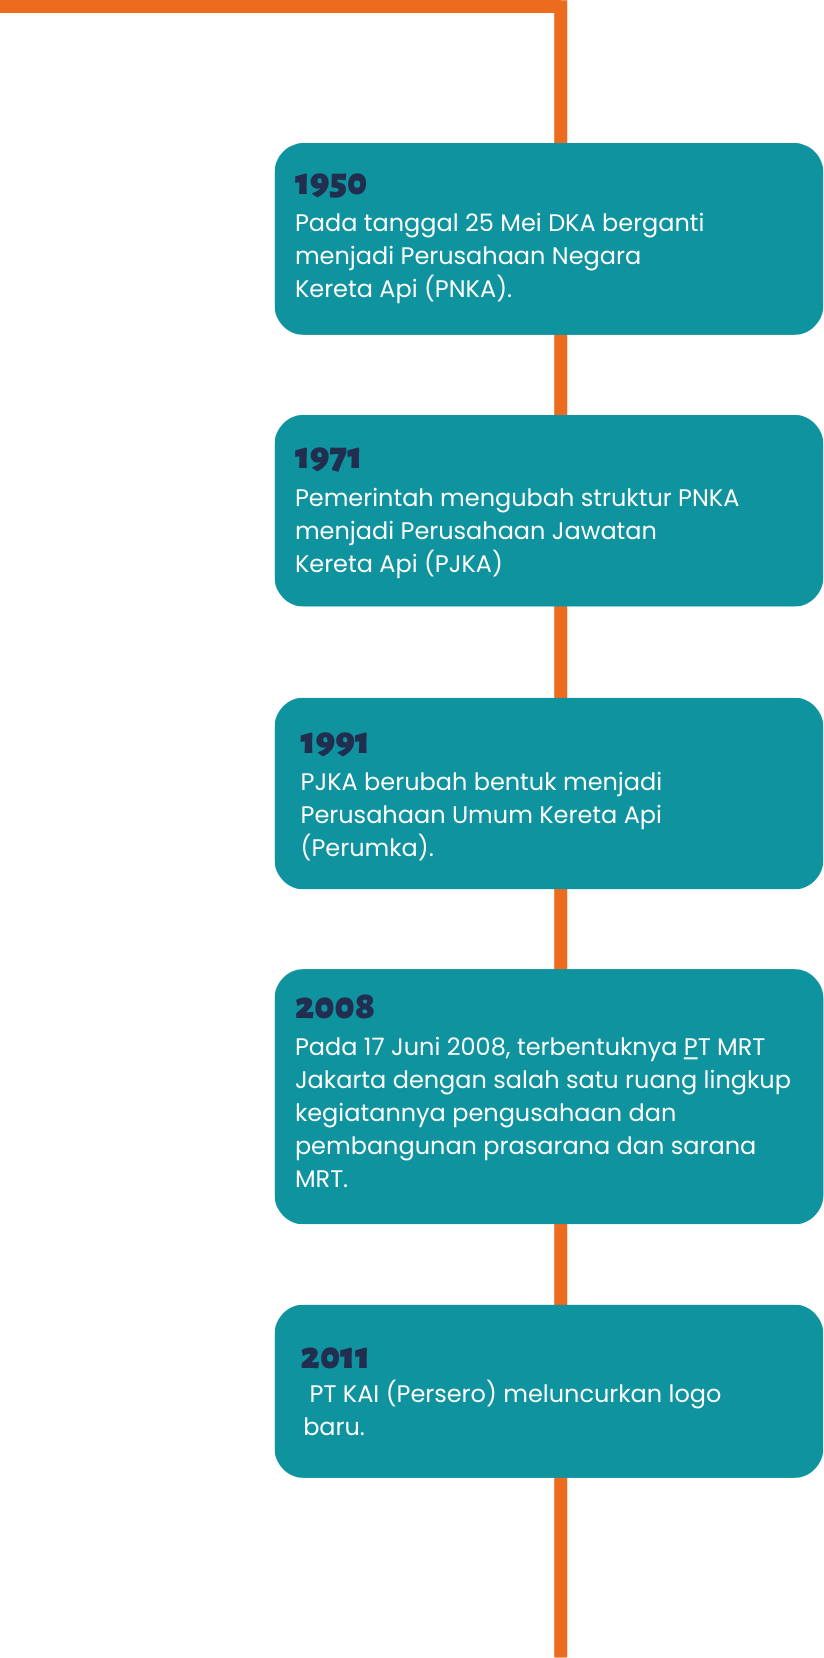 1950
Pada tanggal 25 Mei DKA berganti
menjadi Perusahaan Negara
Kereta Api (PNKA).
1971
Pemerintah mengubah struktur PNKA
menjadi Perusahaan Jawatan
Kereta Api (PJKA)
1991
PJKA berubah bentuk menjadi
Perusahaan Umum Kereta Api
(Perumka).
2008
Pada 17 Juni 2008, terbentuknya PT MRT
Jakarta dengan salah satu ruang lingkup
kegiatannya pengusahaan dan
pembangunan prasarana dan sarana
MRT.
2011
PT KAI (Persero) meluncurkan logo
baru.